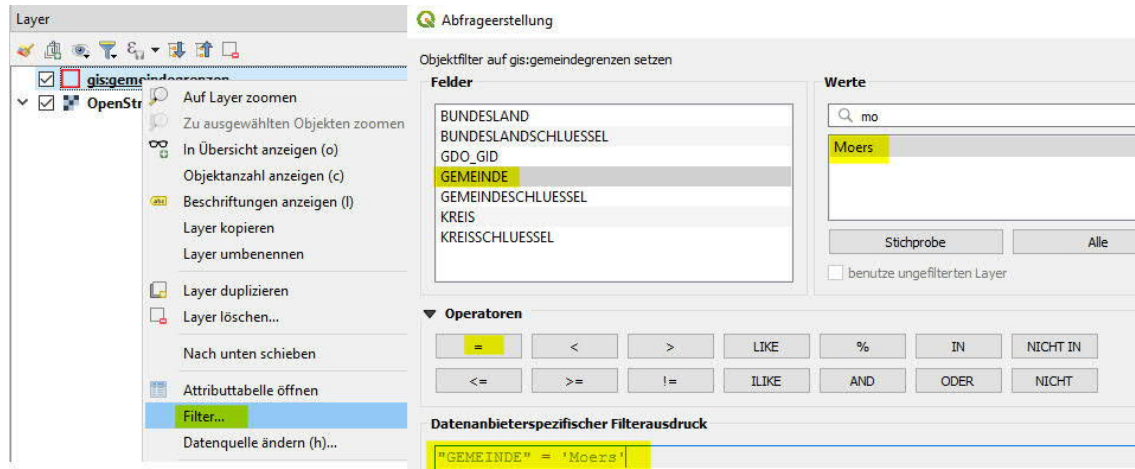 Layer
gis:gemeindegrenzen
OpenStr
Auf Layer zoomen
Zu ausgewählten Objekten zoomen
In Übersicht anzeigen (o)
Objektanzahl anzeigen (c)
abc
Beschriftungen anzeigen (l)
Layer kopieren
Layer umbenennen
Layer duplizieren
Layer löschen...
Nach unten schieben
Attributtabelle öffnen
Filter...
Datenquelle ändern (h)...
Abfrageerstellung
Objektfilter auf gis:gemeindegrenzen setzen
Felder
BUNDESLAND
BUNDESLANDSCHLUESSEL
GDO_GID
GEMEINDE
GEMEINDESCHLUESSEL
KREIS
KREISSCHLUESSEL
Werte
mo
Moers
Stichprobe Alle
benutze ungefilterten Layer
Operatoren
= < > LIKE % IN NICHT IN
<= >= != ILIKE AND ODER NICHT
Datenanbieterspezifischer Filterausdruck
"GEMEINDE" = 'Moers'